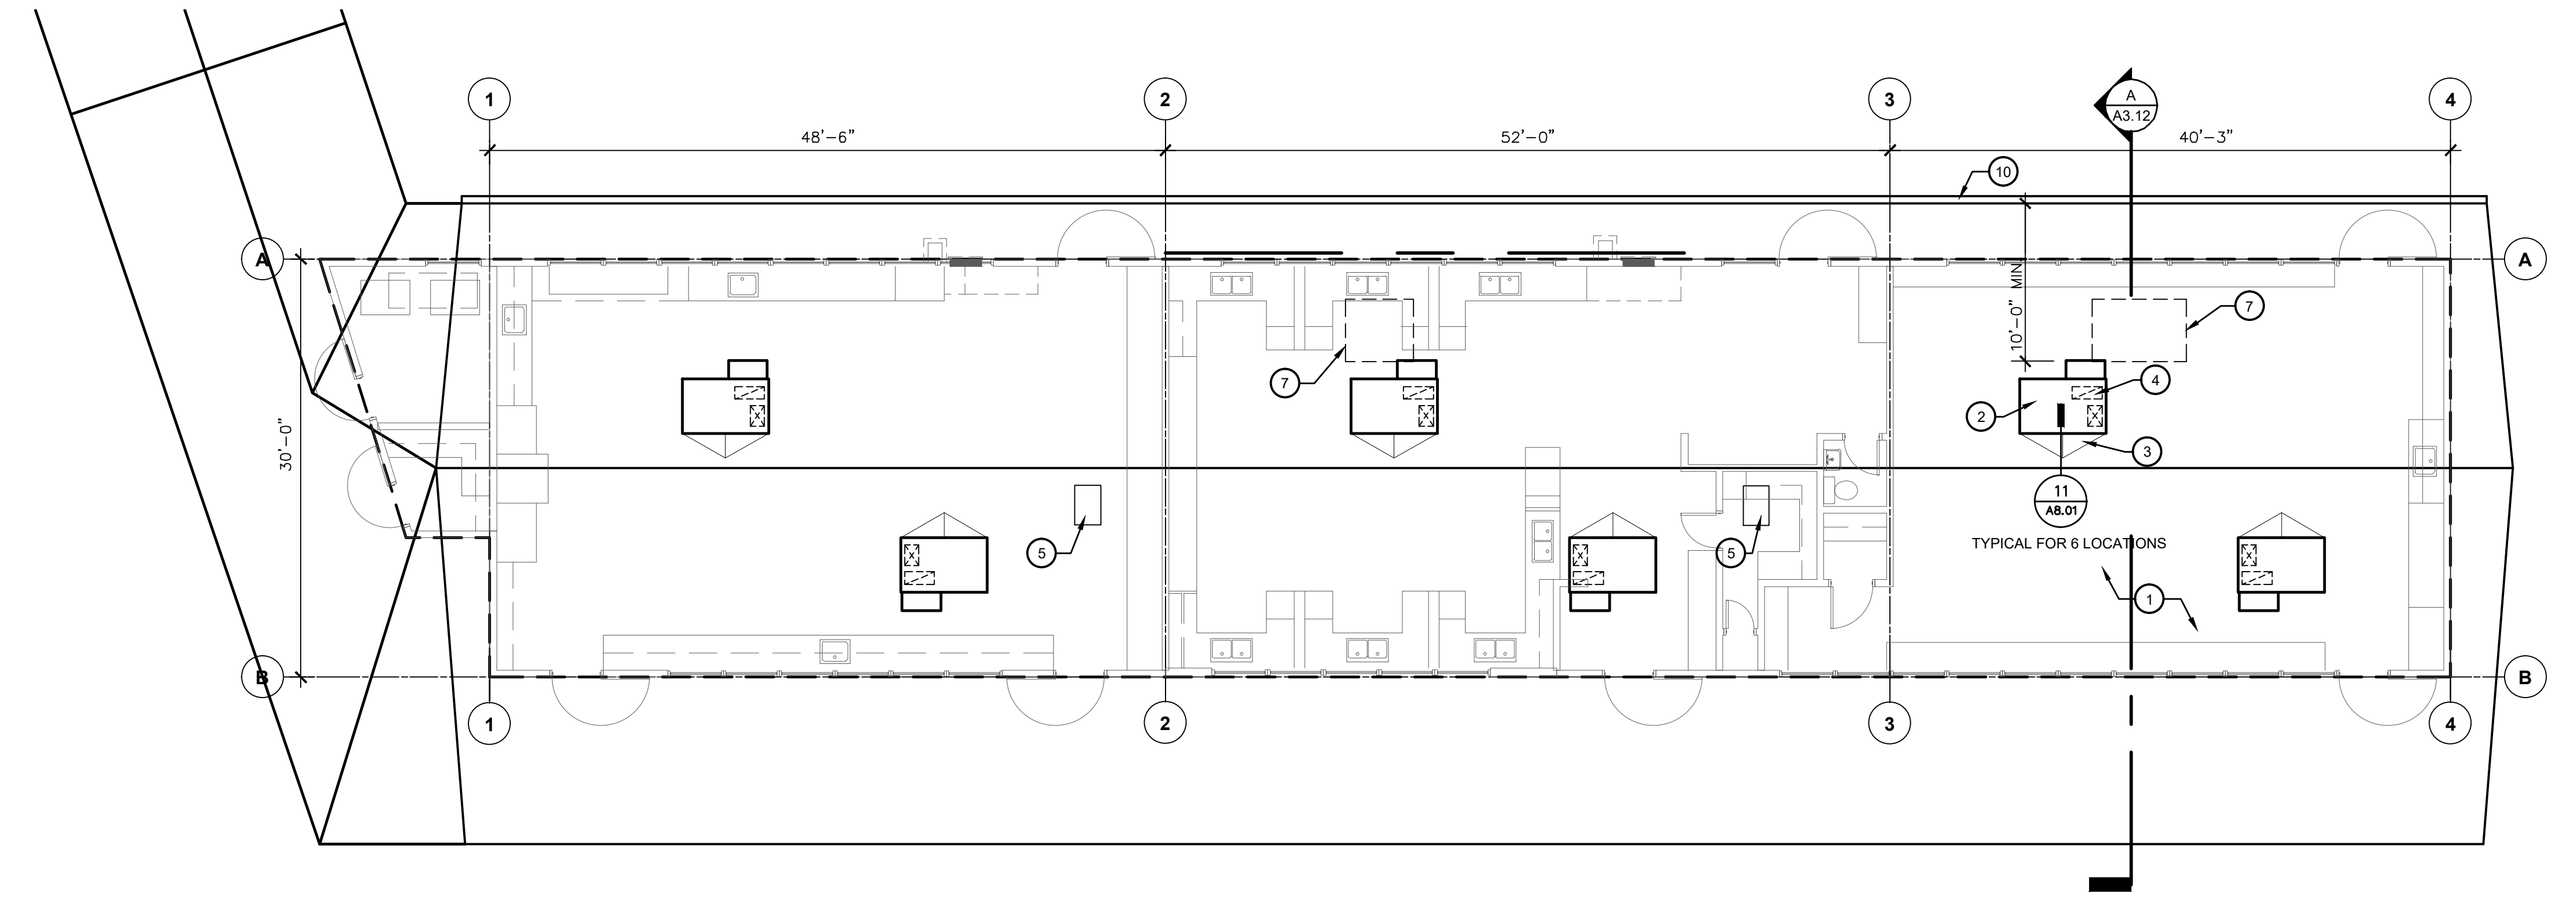 1
2
3
4
A
A3.12
48'-6"
52'-0"
40'-3"
10
A
A
10'-0" MIN
7
7
4
2
3
30'-0"
11
A8.01
5
5
TYPICAL FOR 6 LOCATIONS
1
B
B
1
2
3
4
X
X
X
X
X
X